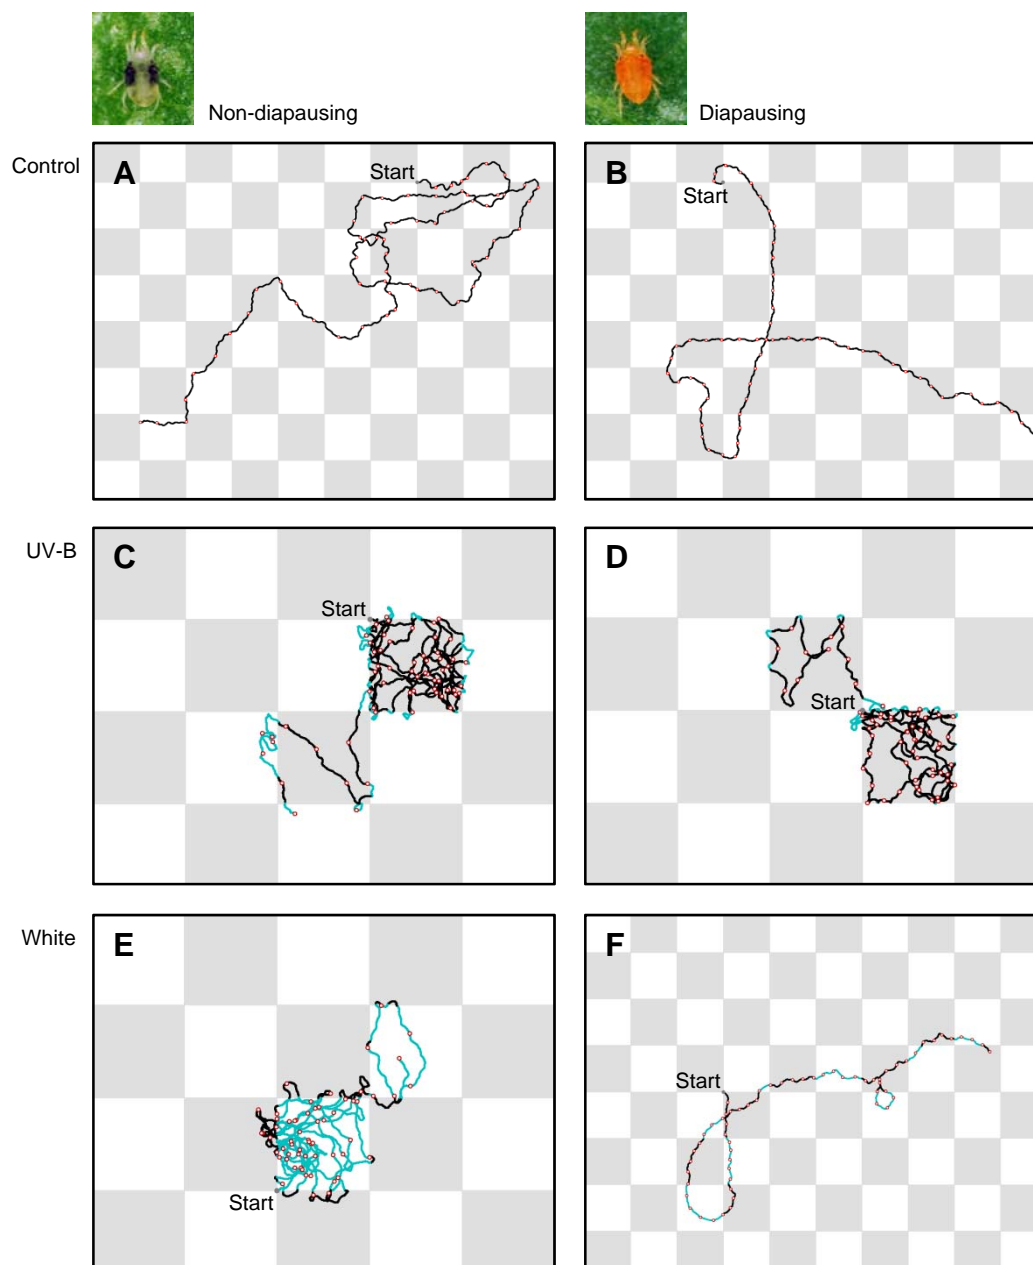 Non-diapausing
Diapausing
Control
A
Start
B
Start
UV-B
C
Start
D
Start
White
E
Start
F
Start